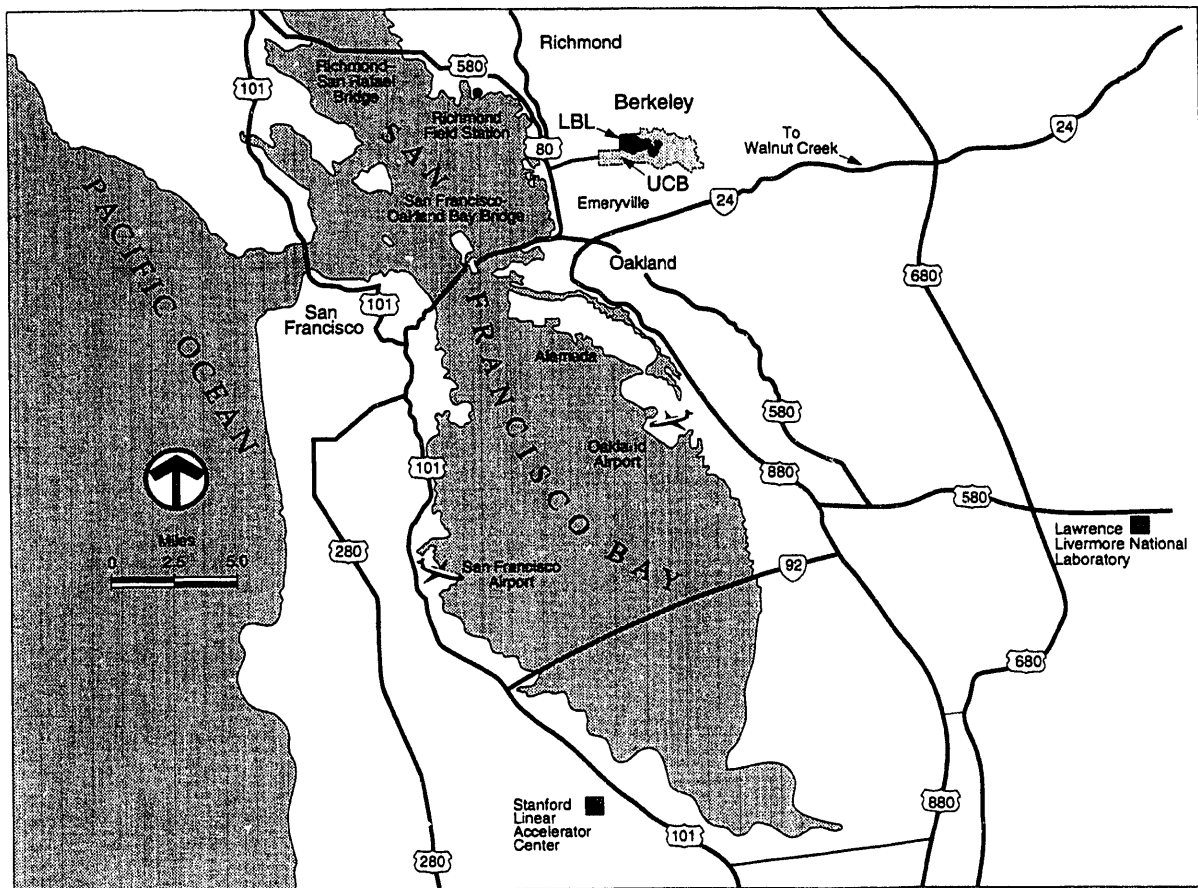 Richmond
580
Richmond–
San Rafael
Bridge
101
Richmond
Field Station
Berkeley
LBL
80
UCB
To
Walnut Creek
24
24
San Francisco-
Oakland Bay Bridge
Emeryville
SAN FRANCISCO BAY
PACIFIC OCEAN
Oakland
680
San
Francisco
101
Alameda
580
Oakland
Airport
101
880
580
Lawrence
Livermore National
Laboratory
Miles
0 2.5 5.0
280
San Francisco
Airport
92
680
Stanford
Linear
Accelerator
Center
880
101
280